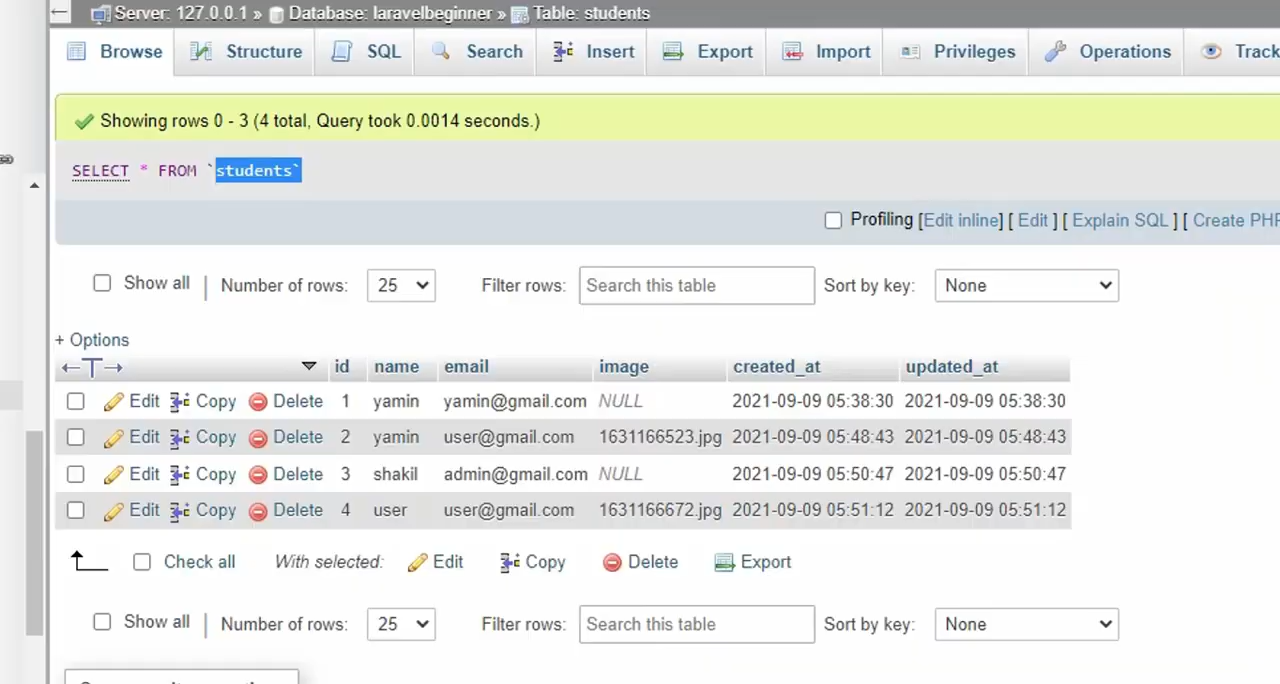 Server: 127.0.0.1 » Database: laravelbeginner » Table: students
Browse Structure SQL Search Insert Export Import Privileges Operations Track
Showing rows 0 - 3 (4 total, Query took 0.0014 seconds.)
SELECT * FROM `students`
Profiling [Edit inline] [ Edit ] [ Explain SQL ] [ Create PHP
Show all Number of rows: 25 Filter rows: Search this table Sort by key: None
+ Options
id name email image created_at updated_at
Edit Copy Delete 1 yamin yamin@gmail.com NULL 2021-09-09 05:38:30 2021-09-09 05:38:30
Edit Copy Delete 2 yamin user@gmail.com 1631166523.jpg 2021-09-09 05:48:43 2021-09-09 05:48:43
Edit Copy Delete 3 shakil admin@gmail.com NULL 2021-09-09 05:50:47 2021-09-09 05:50:47
Edit Copy Delete 4 user user@gmail.com 1631166672.jpg 2021-09-09 05:51:12 2021-09-09 05:51:12
Check all With selected: Edit Copy Delete Export
Show all Number of rows: 25 Filter rows: Search this table Sort by key: None